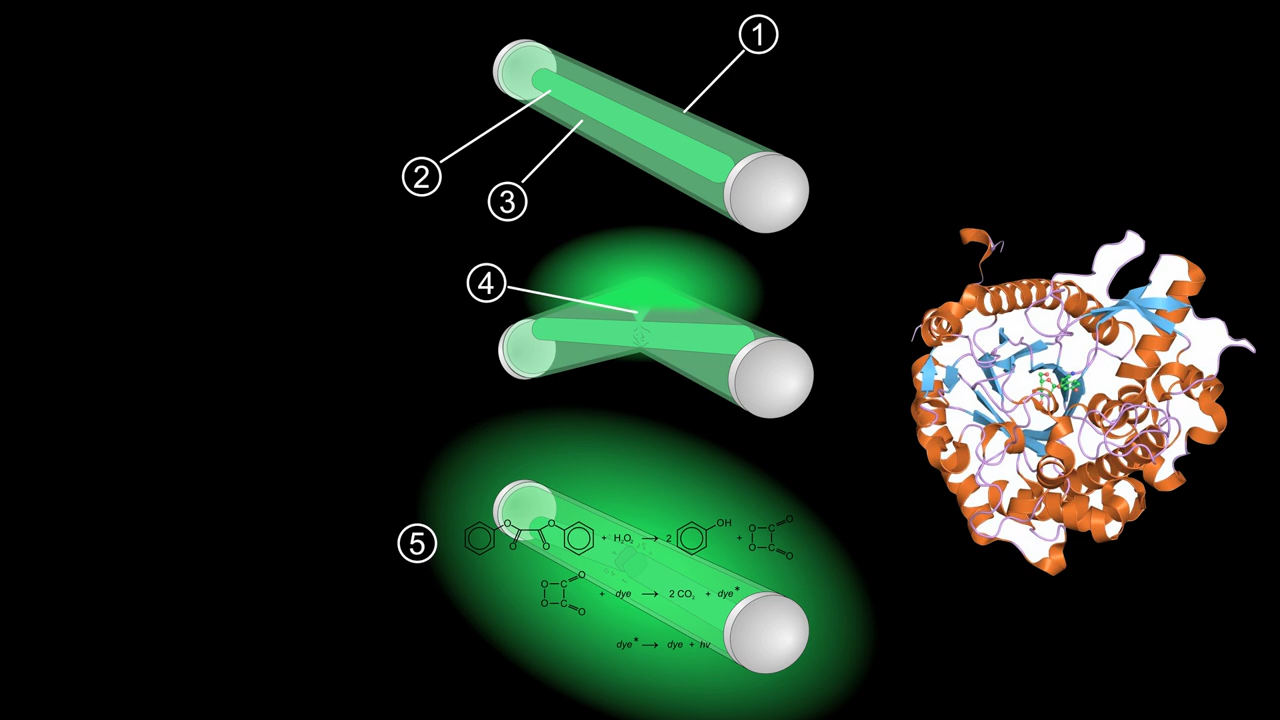 1
2
3
4
5
O O O O + H₂O₂ → 2 OH + O—C O O—C O
O—C O O—C O + dye → 2 CO₂ + dye*
dye* → dye + hν